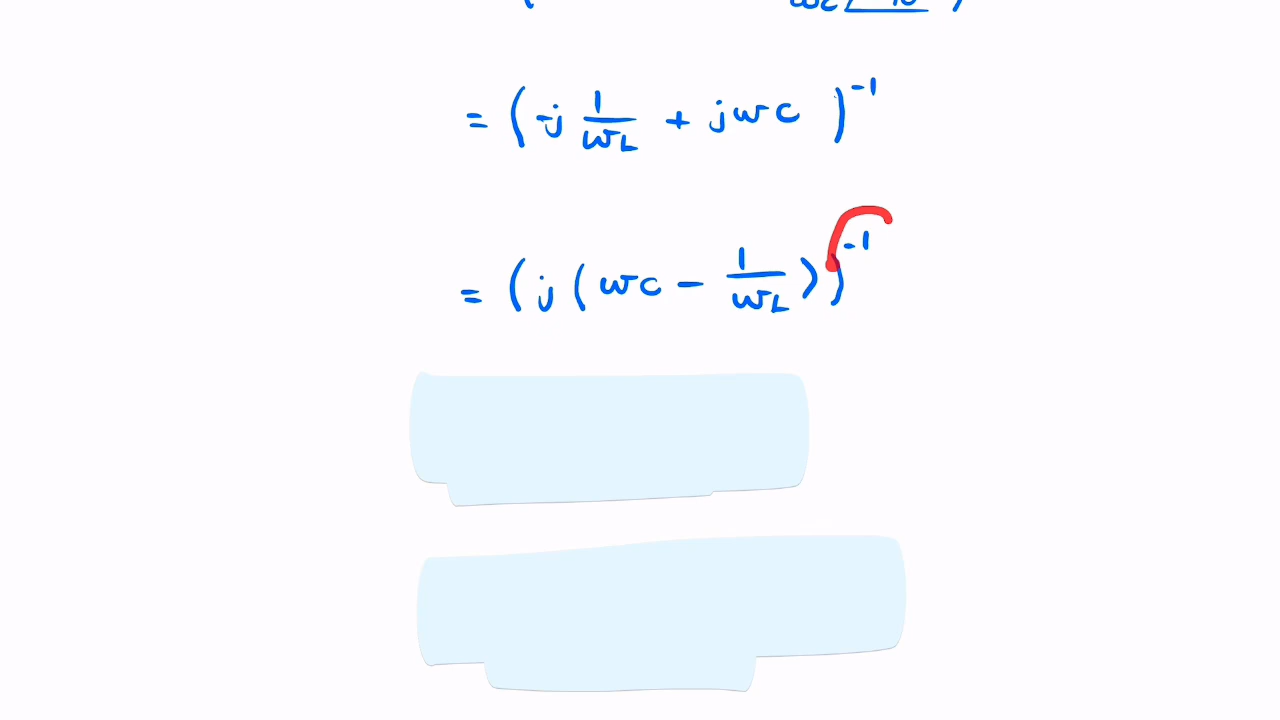 = (-j 1/ωL + jωC)^-1
= (j(ωC - 1/ωL))^-1